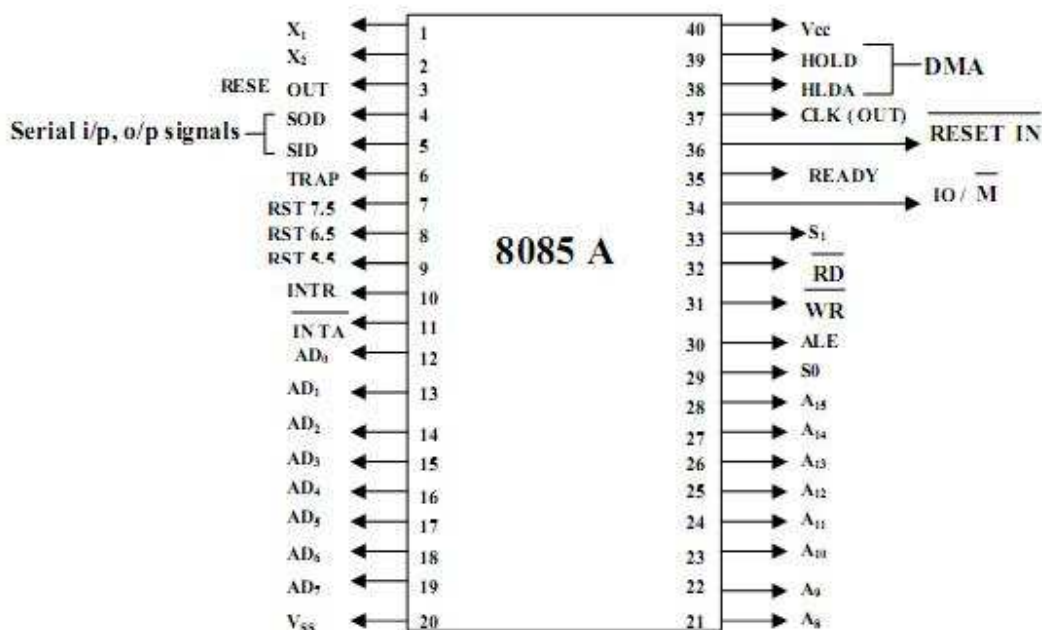 X₁ 1 40 Vcc
X₂ 2 39 HOLD
RESE OUT 3 38 HLDA
DMA
SOD 4 37 CLK (OUT)
Serial i/p, o/p signals
SID 5 36 RESET IN
TRAP 6 35 READY
RST 7.5 7 34 IO / M
RST 6.5 8 33 S₁
RST 5.5 9 32 RD
8085 A
INTR 10 31 WR
INTA 11 30 ALE
AD₀ 12 29 S0
AD₁ 13 28 A₁₅
AD₂ 14 27 A₁₄
AD₃ 15 26 A₁₃
AD₄ 16 25 A₁₂
AD₅ 17 24 A₁₁
AD₆ 18 23 A₁₀
AD₇ 19 22 A₉
Vss 20 21 A₈